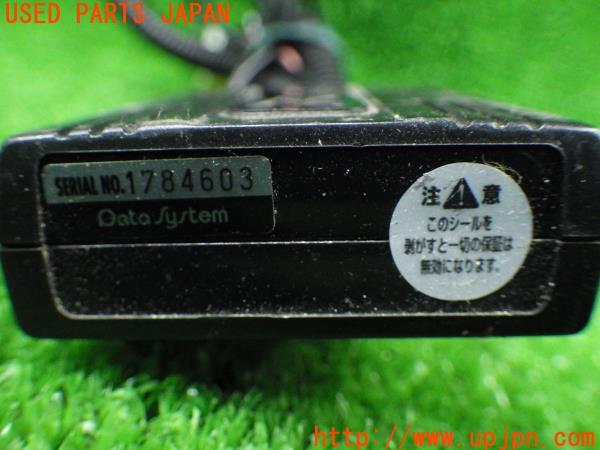 USED PARTS JAPAN
SERIAL NO.1784603
Data System
注 意
このシールを
剥がすと一切の保証は
無効になります。
http://www.upjpn.com